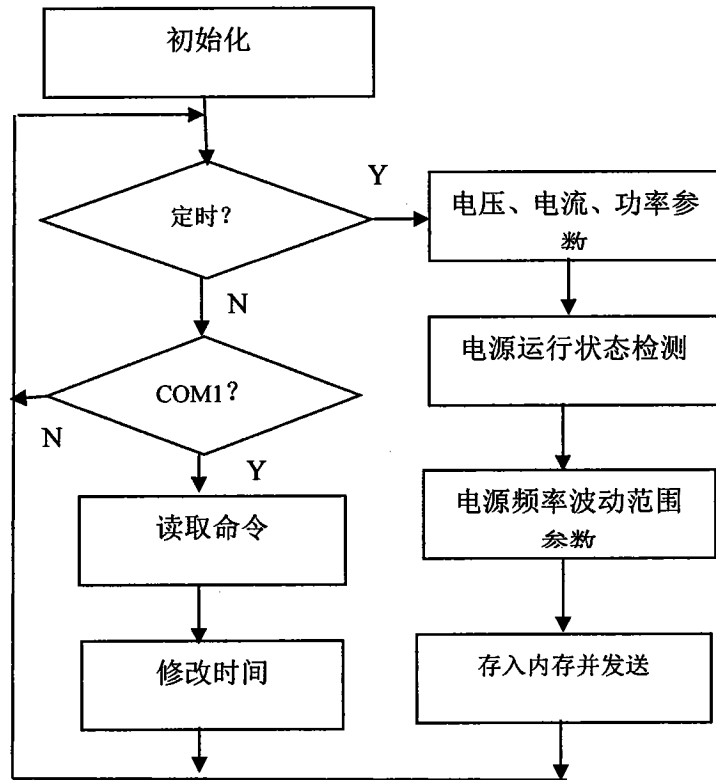 初始化
定时?
Y
电压、电流、功率参
数
N
电源运行状态检测
COM1?
N
Y
电源频率波动范围
参数
读取命令
修改时间
存入内存并发送